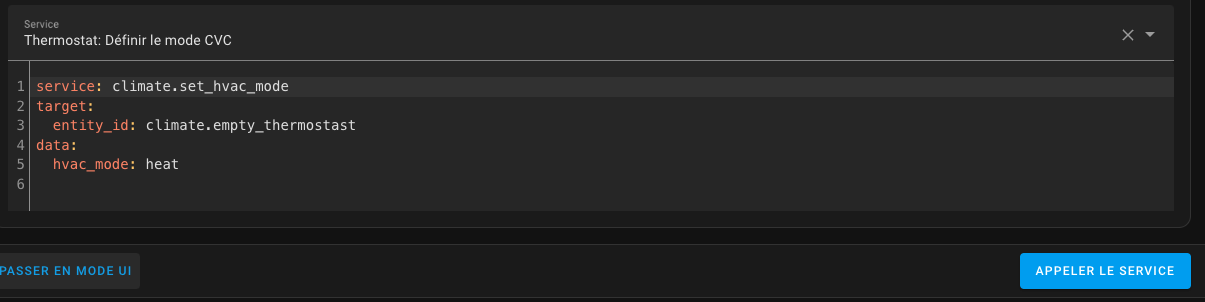 Service
Thermostat: Définir le mode CVC
1 service: climate.set_hvac_mode
2 target:
3   entity_id: climate.empty_thermostast
4 data:
5   hvac_mode: heat
6
PASSER EN MODE UI
APPELER LE SERVICE